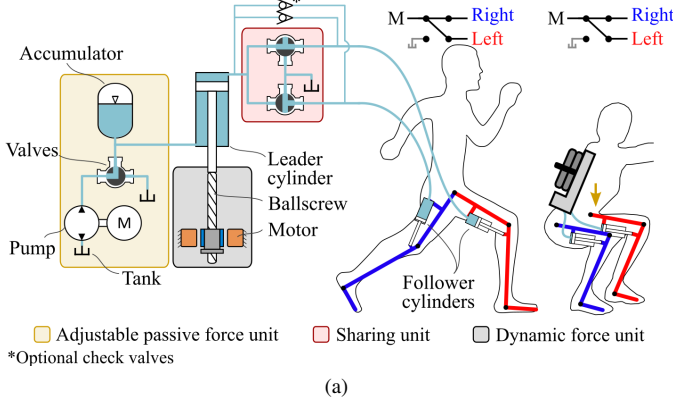 *
M Right
Left
M Right
Left
Accumulator
Valves
Pump
M
Tank
Leader
cylinder
Ballscrew
Motor
Follower
cylinders
Adjustable passive force unit
Sharing unit
Dynamic force unit
*Optional check valves
(a)